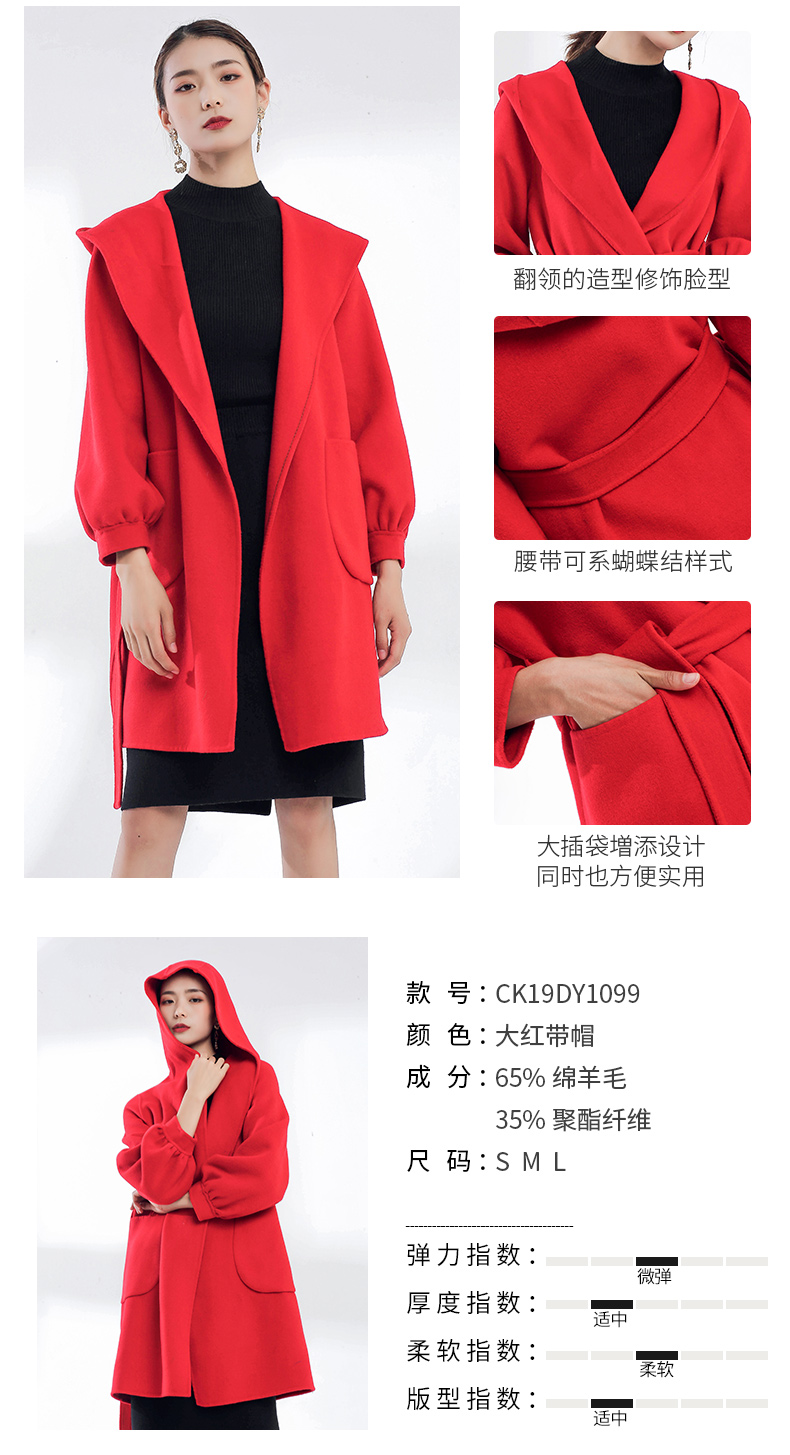 翻领的造型修饰脸型
腰带可系蝴蝶结样式
大插袋增添设计
同时也方便实用
款 号：CK19DY1099
颜 色：大红带帽
成 分：65% 绵羊毛
35% 聚酯纤维
尺 码：S M L
弹力指数：
微弹
厚度指数：
适中
柔软指数：
柔软
版型指数：
适中